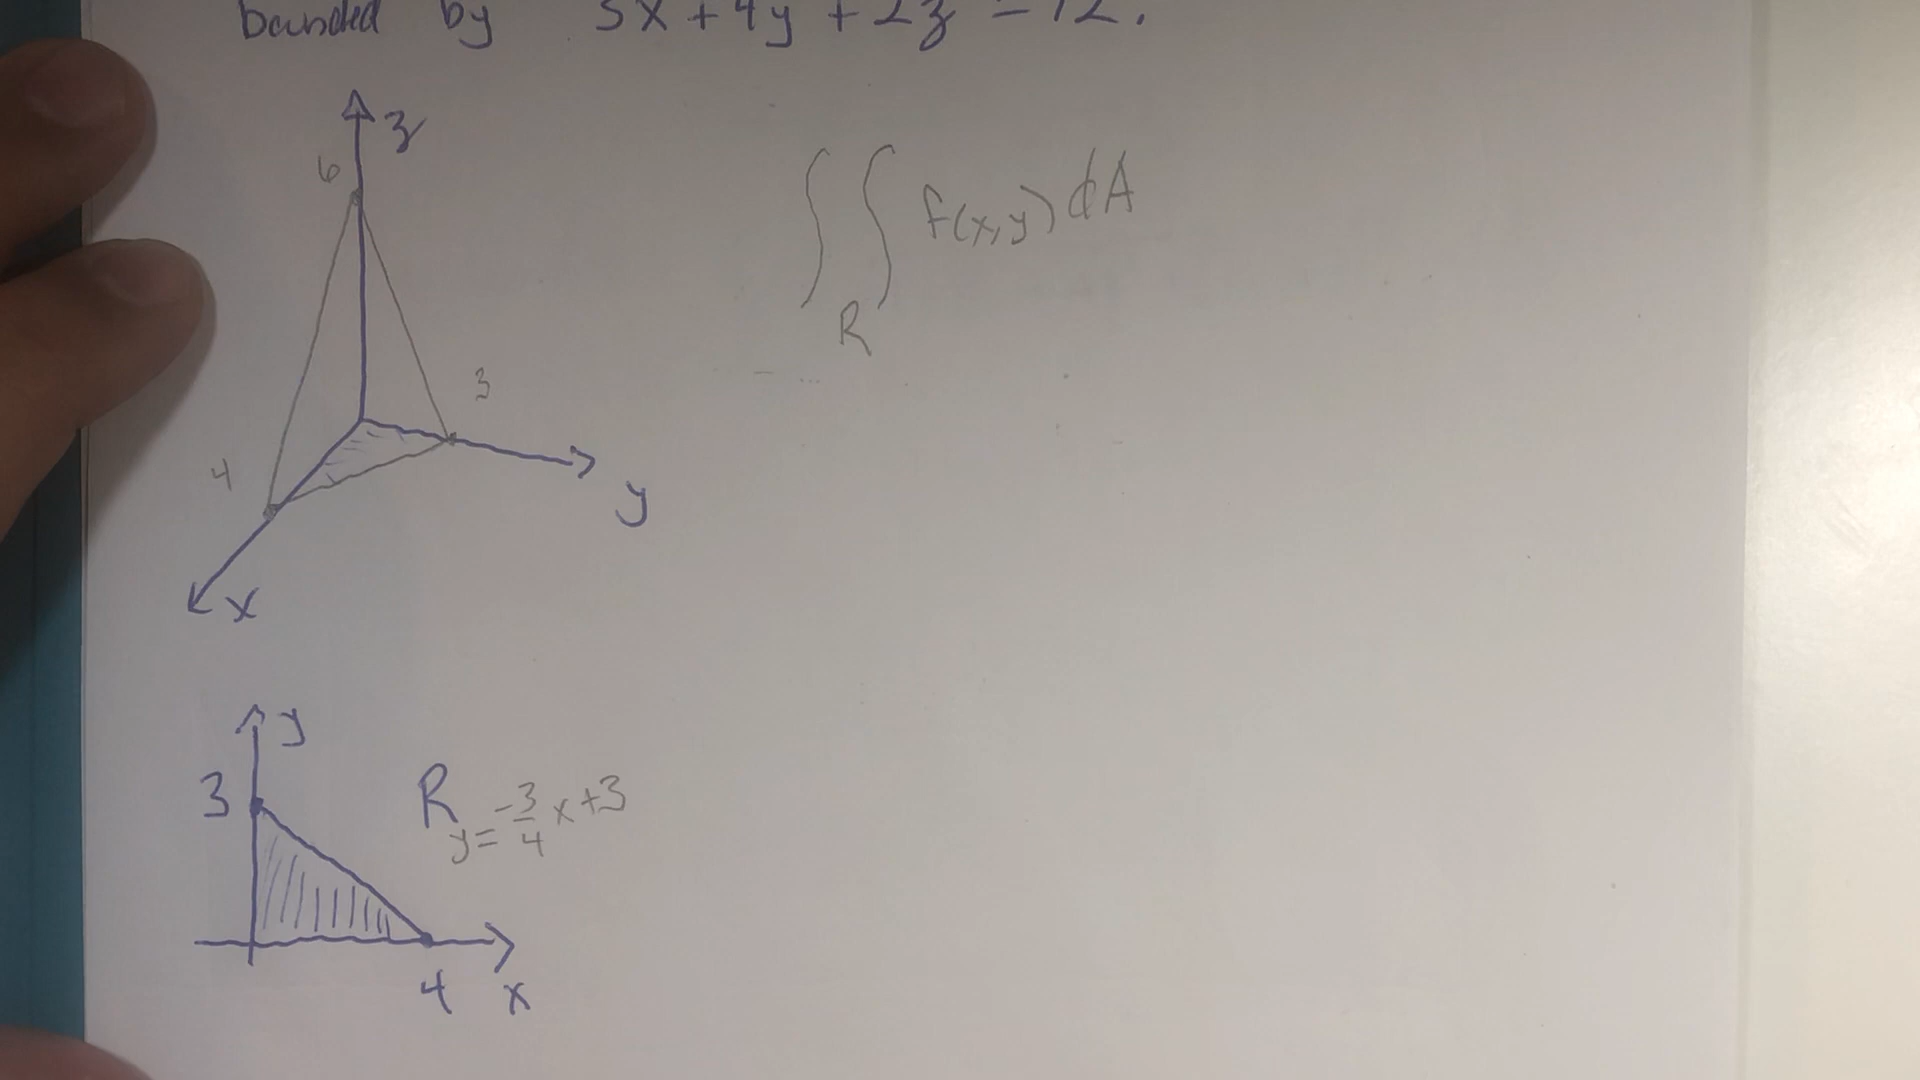 bounded by 3x + 4y + 2z = 12.
z
6
∫∫ f(x,y) dA
R
3
4
y
x
y
3
R
y = -3/4 x + 3
4 x